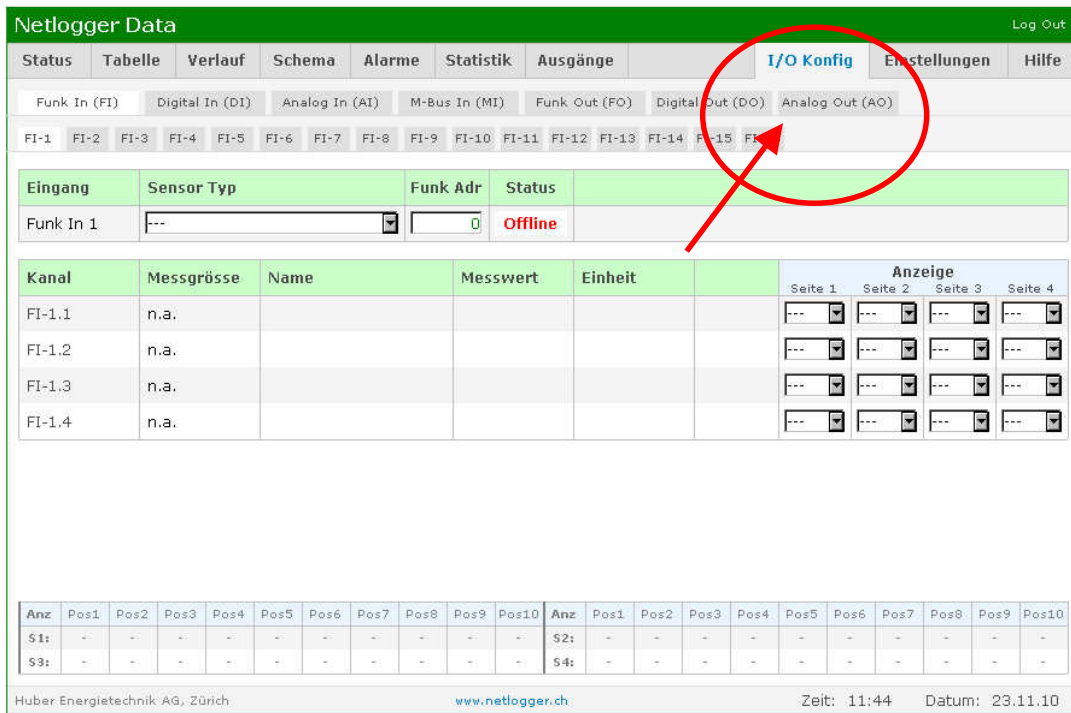 Netlogger Data Log Out
Status Tabelle Verlauf Schema Alarme Statistik Ausgänge I/O Konfig Einstellungen Hilfe
Funk In (FI) Digital In (DI) Analog In (AI) M-Bus In (MI) Funk Out (FO) Digital Out (DO) Analog Out (AO)
FI-1 FI-2 FI-3 FI-4 FI-5 FI-6 FI-7 FI-8 FI-9 FI-10 FI-11 FI-12 FI-13 FI-14 FI-15
Eingang Sensor Typ Funk Adr Status
Funk In 1 --- 0 Offline
Kanal Messgrösse Name Messwert Einheit Anzeige
Seite 1 Seite 2 Seite 3 Seite 4
FI-1.1 n.a. --- --- --- ---
FI-1.2 n.a. --- --- --- ---
FI-1.3 n.a. --- --- --- ---
FI-1.4 n.a. --- --- --- ---
Anz Pos1 Pos2 Pos3 Pos4 Pos5 Pos6 Pos7 Pos8 Pos9 Pos10 Anz Pos1 Pos2 Pos3 Pos4 Pos5 Pos6 Pos7 Pos8 Pos9 Pos10
S1: - - - - - - - - - - S2: - - - - - - - - - -
S3: - - - - - - - - - - S4: - - - - - - - - - -
Huber Energietechnik AG, Zürich www.netlogger.ch Zeit: 11:44 Datum: 23.11.10